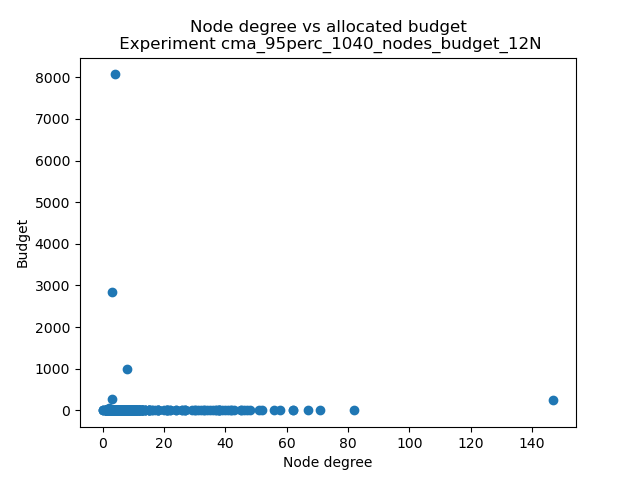 Node degree vs allocated budget
Experiment cma_95perc_1040_nodes_budget_12N
8000
7000
6000
5000
4000
3000
2000
1000
0
Budget
0 20 40 60 80 100 120 140
Node degree